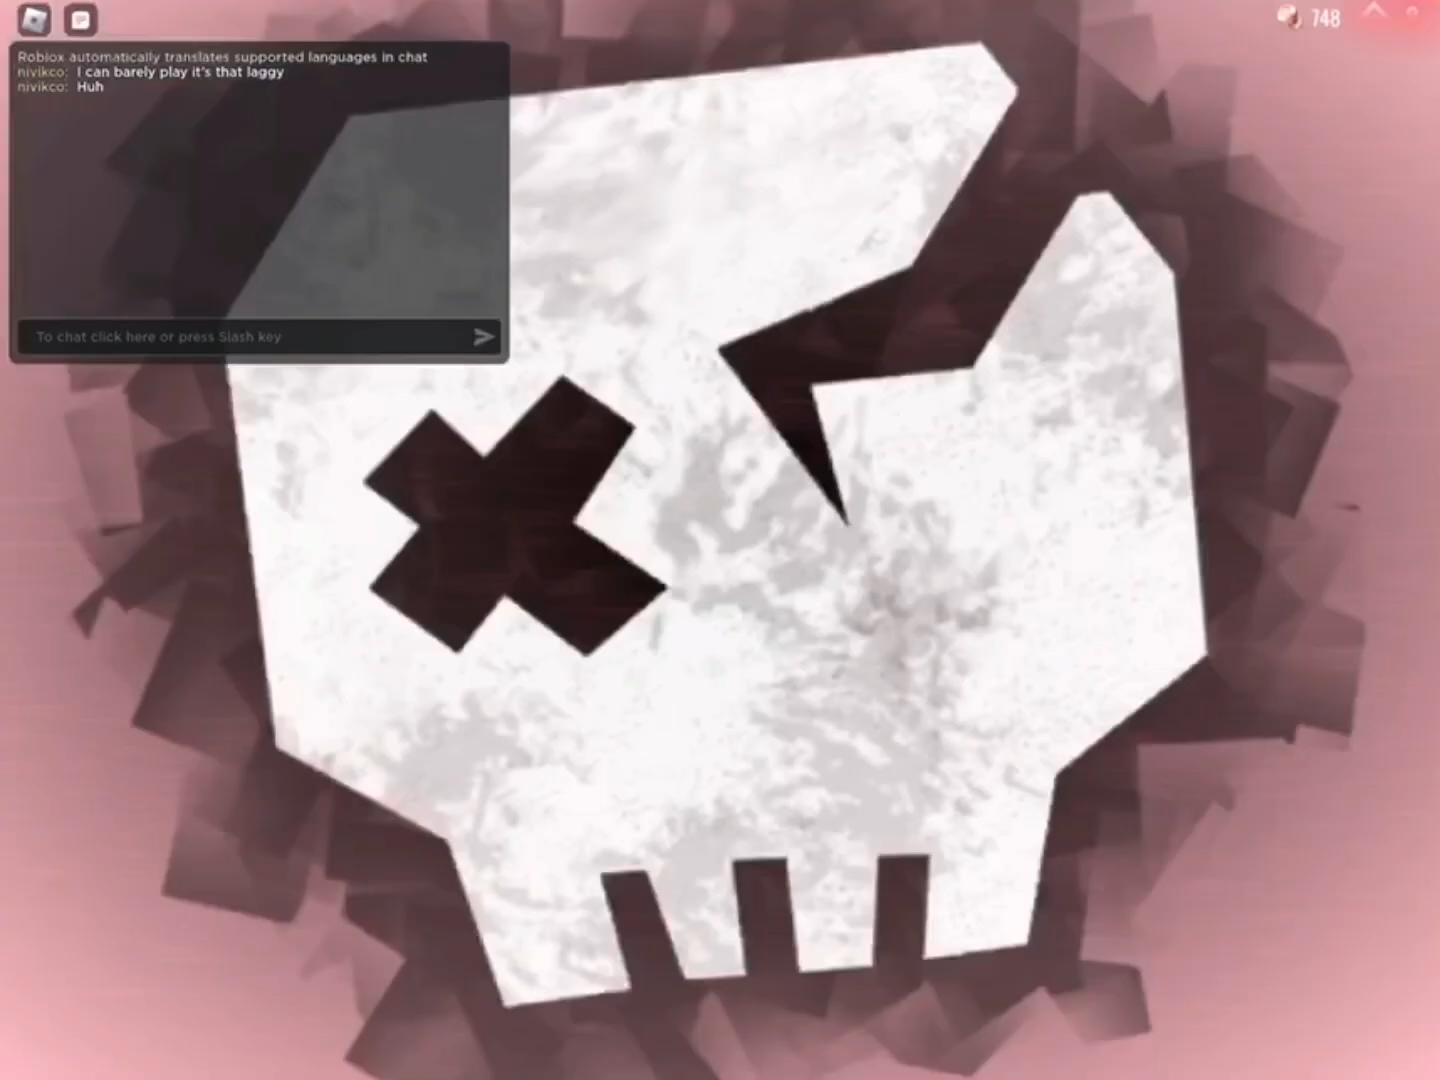 748
Roblox automatically translates supported languages in chat
nivikco: I can barely play it's that laggy
nivikco: Huh
To chat click here or press Slash key